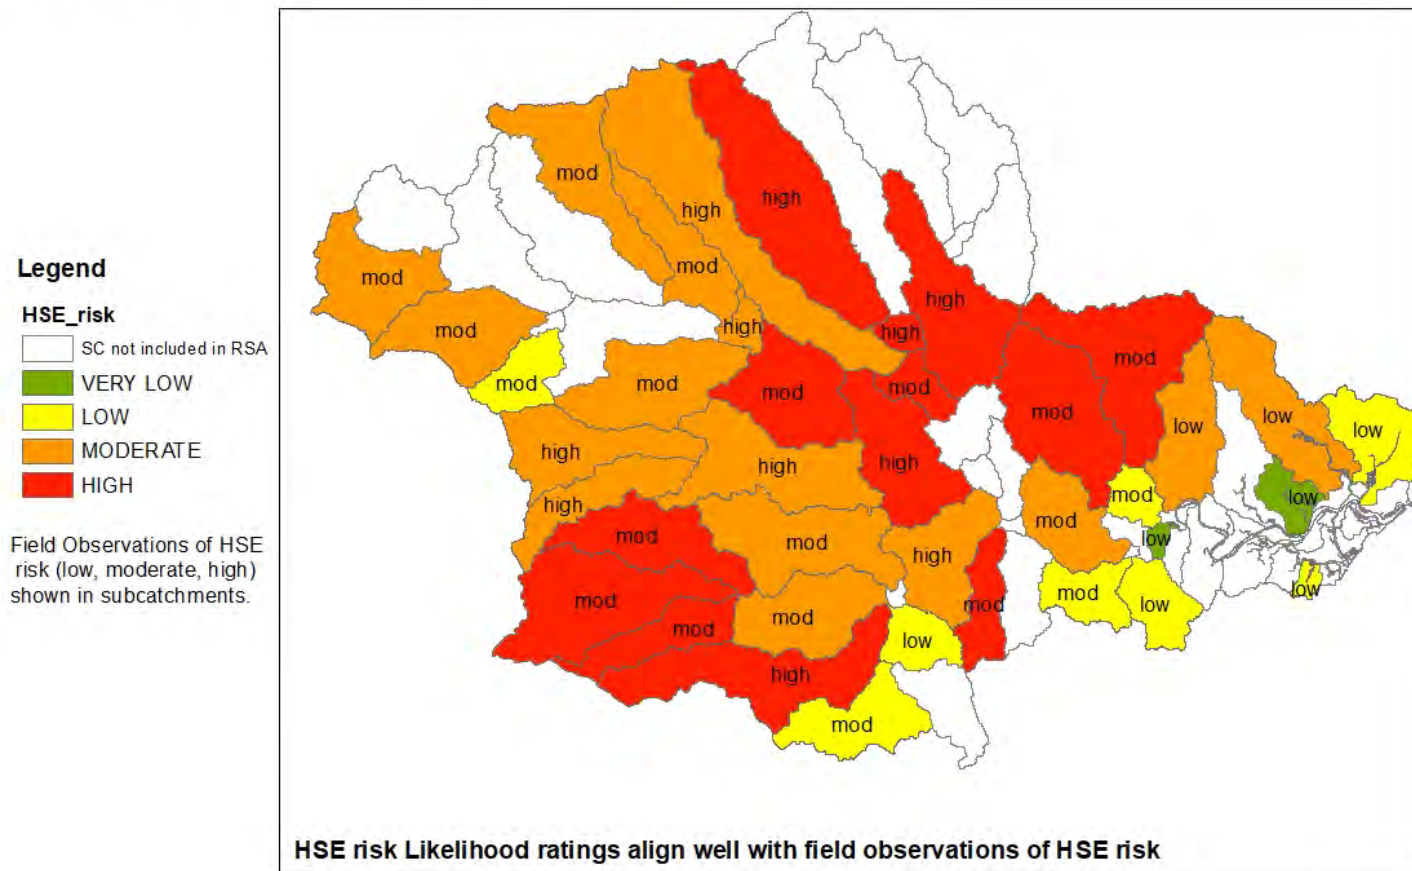 Legend
HSE_risk
SC not included in RSA
VERY LOW
LOW
MODERATE
HIGH
Field Observations of HSE
risk (low, moderate, high)
shown in subcatchments.
mod
high
high
mod
mod
high
mod
high
high
mod
mod
mod
mod
mod
mod
low
low
low
high
high
high
mod
low
high
mod
mod
low
mod
high
mod
mod
mod
low
low
mod
mod
low
high
mod
HSE risk Likelihood ratings align well with field observations of HSE risk